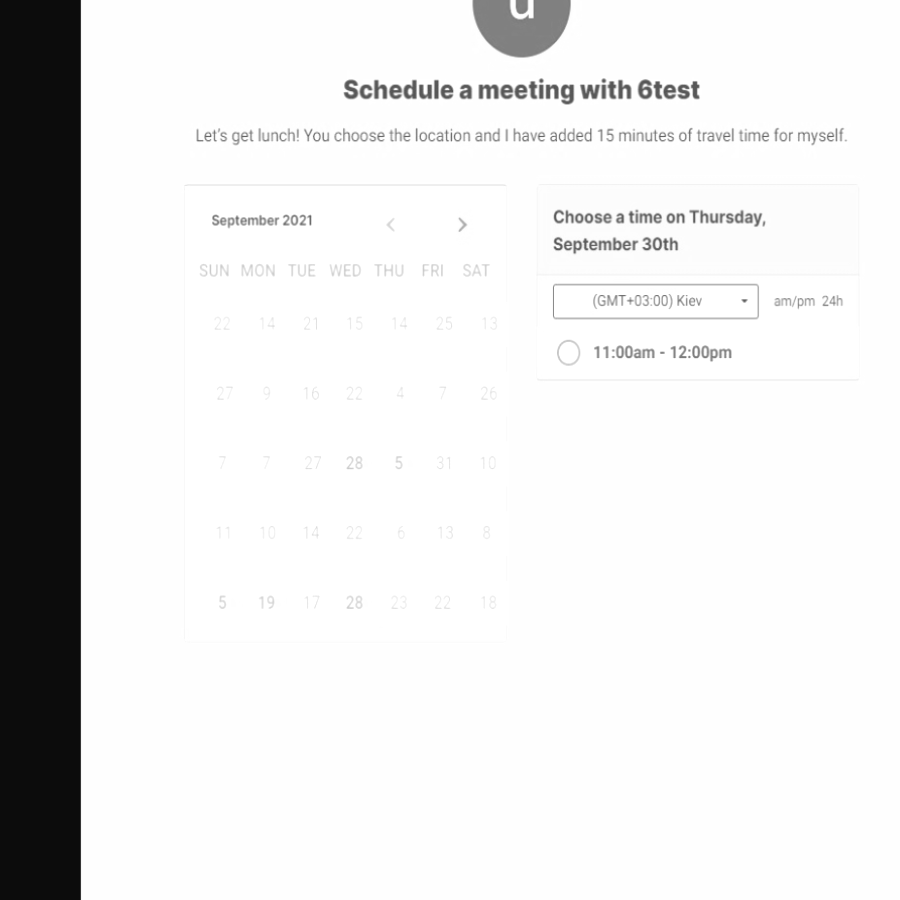 u
Schedule a meeting with 6test
Let's get lunch! You choose the location and I have added 15 minutes of travel time for myself.
September 2021
SUN MON TUE WED THU FRI SAT
22 14 21 15 14 25 13
27 9 16 22 4 7 26
7 7 27 28 5 31 10
11 10 14 22 6 13 8
5 19 17 28 23 22 18
Choose a time on Thursday,
September 30th
(GMT+03:00) Kiev am/pm 24h
11:00am - 12:00pm